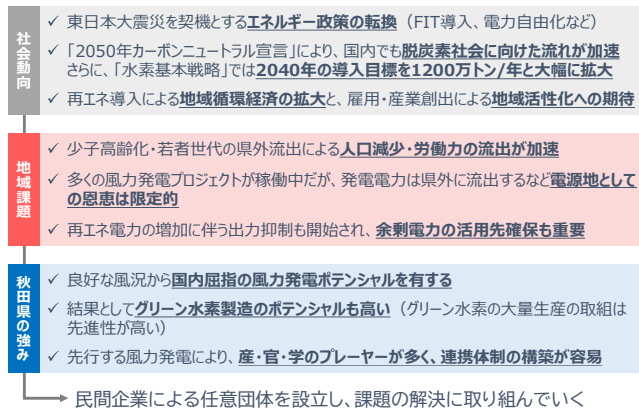 社会動向
✓ 東日本大震災を契機とするエネルギー政策の転換（FIT導入、電力自由化など）
✓ 「2050年カーボンニュートラル宣言」により、国内でも脱炭素社会に向けた流れが加速
さらに、「水素基本戦略」では2040年の導入目標を1200万トン/年と大幅に拡大
✓ 再エネ導入による地域循環経済の拡大と、雇用・産業創出による地域活性化への期待
地域課題
✓ 少子高齢化・若者世代の県外流出による人口減少・労働力の流出が加速
✓ 多くの風力発電プロジェクトが稼働中だが、発電電力は県外に流出するなど電源地として
の恩恵は限定的
✓ 再エネ電力の増加に伴う出力抑制も開始され、余剰電力の活用先確保も重要
秋田県の強み
✓ 良好な風況から国内屈指の風力発電ポテンシャルを有する
✓ 結果としてグリーン水素製造のポテンシャルも高い（グリーン水素の大量生産の取組は
先進性が高い）
✓ 先行する風力発電により、産・官・学のプレーヤーが多く、連携体制の構築が容易
民間企業による任意団体を設立し、課題の解決に取り組んでいく